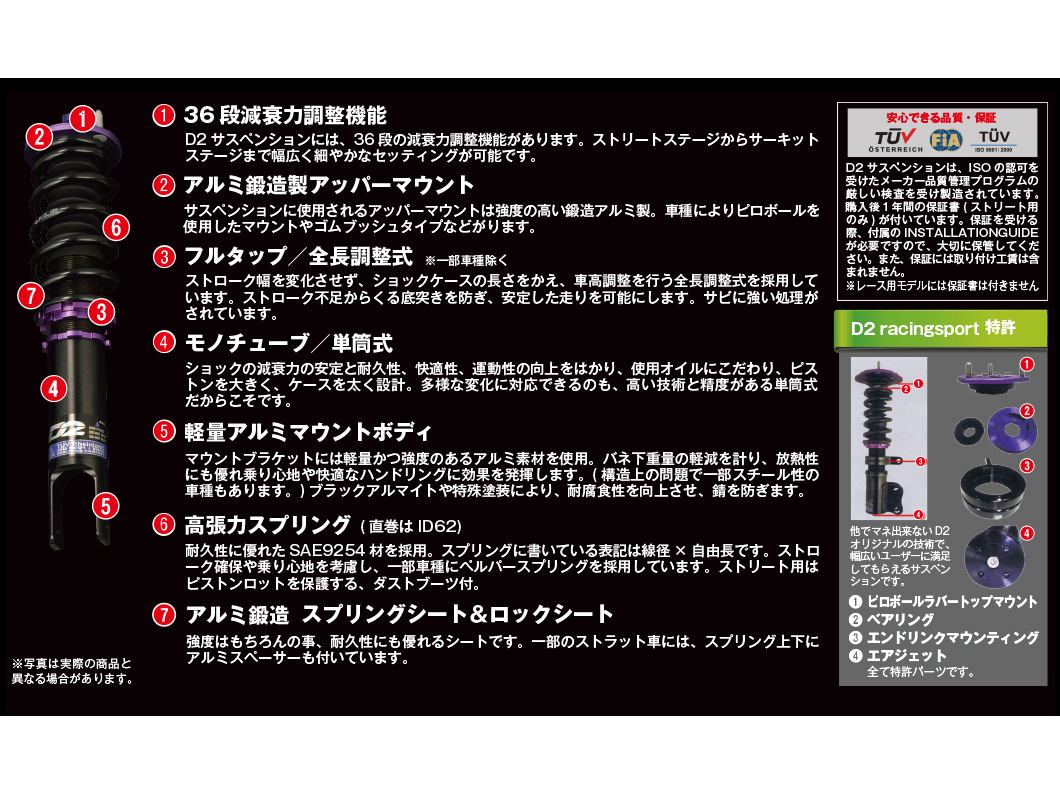 ① 36 段減衰力調整機能
D2 サスペンションには、36 段の減衰力調整機能があります。ストリートステージからサーキット
ステージまで幅広く細やかなセッティングが可能です。
② アルミ鍛造製アッパーマウント
サスペンションに使用されるアッパーマウントは強度の高い鍛造アルミ製。車種によりピロボールを
使用したマウントやゴムブッシュタイプなどがります。
③ フルタップ／全長調整式 ※一部車種除く
ストローク幅を変化させず、ショックケースの長さをかえ、車高調整を行う全長調整式を採用して
います。ストローク不足からくる底突きを防ぎ、安定した走りを可能にします。サビに強い処理が
されています。
④ モノチューブ／単筒式
ショックの減衰力の安定と耐久性、快適性、運動性の向上をはかり、使用オイルにこだわり、ピス
トンを大きく、ケースを太く設計。多様な変化に対応できるのも、高い技術と精度がある単筒式
だからこそです。
⑤ 軽量アルミマウントボディ
マウントブラケットには軽量かつ強度のあるアルミ素材を使用。バネ下重量の軽減を計り、放熱性
にも優れ乗り心地や快適なハンドリングに効果を発揮します。( 構造上の問題で一部スチール性の
車種もあります。) ブラックアルマイトや特殊塗装により、耐腐食性を向上させ、錆を防ぎます。
⑥ 高張力スプリング ( 直巻は ID62)
耐久性に優れた SAE9254 材を採用。スプリングに書いている表記は線径 × 自由長です。ストロ
ーク確保や乗り心地を考慮し、一部車種にペルパースプリングを採用しています。ストリート用は
ピストンロットを保護する、ダストブーツ付。
⑦ アルミ鍛造 スプリングシート＆ロックシート
強度はもちろんの事、耐久性にも優れるシートです。一部のストラット車には、スプリング上下に
アルミスペーサーも付いています。
①
②
⑥
⑦
③
④
D2
⑤
※写真は実際の商品と
異なる場合があります。
安心できる品質・保証
TÜV ÖSTERREICH
FIA
TÜV ISO 9001:2000
D2 サスペンションは、ISO の認可を
受けたメーカー品質管理プログラムの
厳しい検査を受け製造されています。
購入後 1 年間の保証書 ( ストリート用
のみ ) が付いています。保証を受ける
際、付属の INSTALLATIONGUIDE
が必要ですので、大切に保管してくだ
さい。また、保証には取り付け工賃は含
まれません。
※レース用モデルには保証書は付きません
D2 racingsport 特許
①
②
③
④
①
②
③
④
他でマネ出来ない D2
オリジナルの技術で、
幅広いユーザーに満足
してもらえるサスペン
ションです。
❶ ピロボールラバートップマウント
❷ ベアリング
❸ エンドリンクマウンティング
❹ エアジェット
全て特許パーツです。